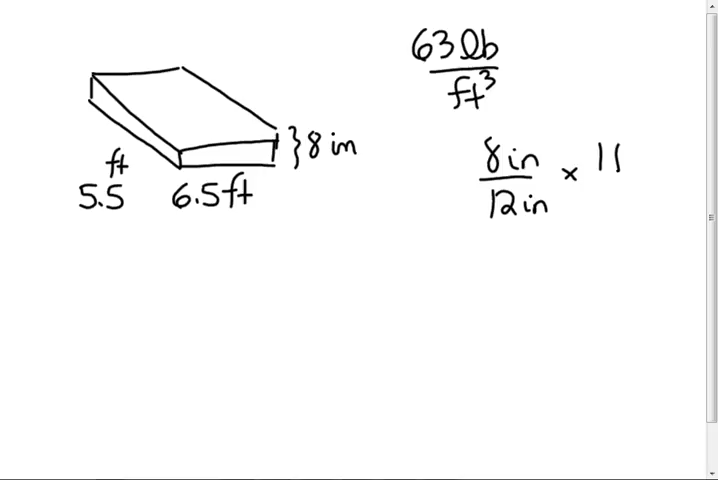 63 lb
ft³
} 8 in
ft
5.5
6.5 ft
8 in
12 in
× 1